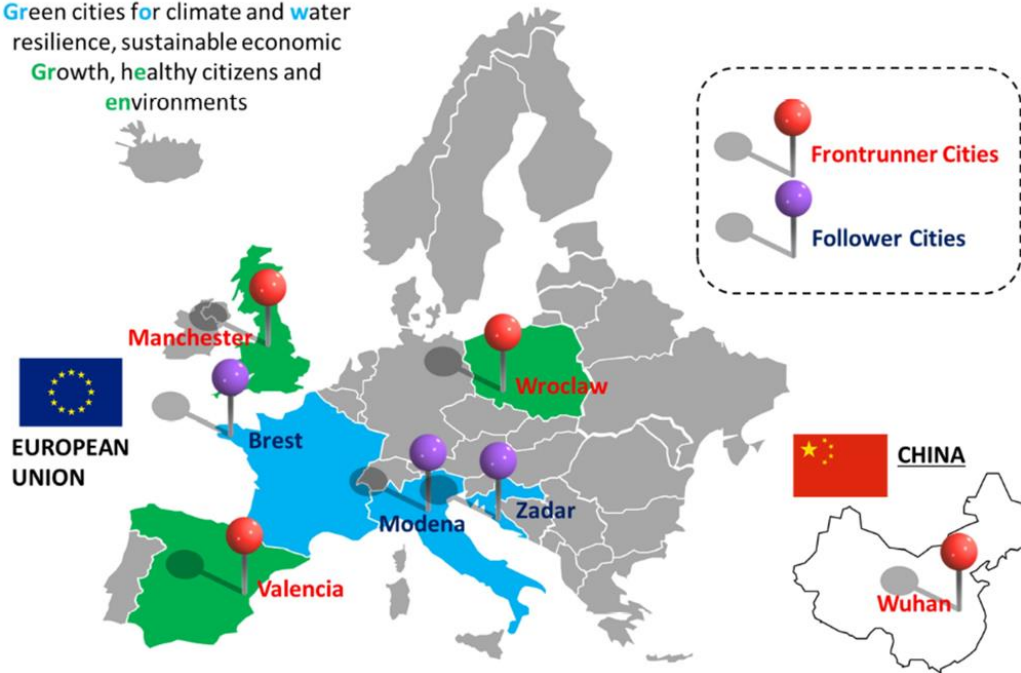 Green cities for climate and water
resilience, sustainable economic
Growth, healthy citizens and
environments
Frontrunner Cities
Follower Cities
Manchester
Wroclaw
EUROPEAN
UNION
Brest
CHINA
Modena
Zadar
Valencia
Wuhan